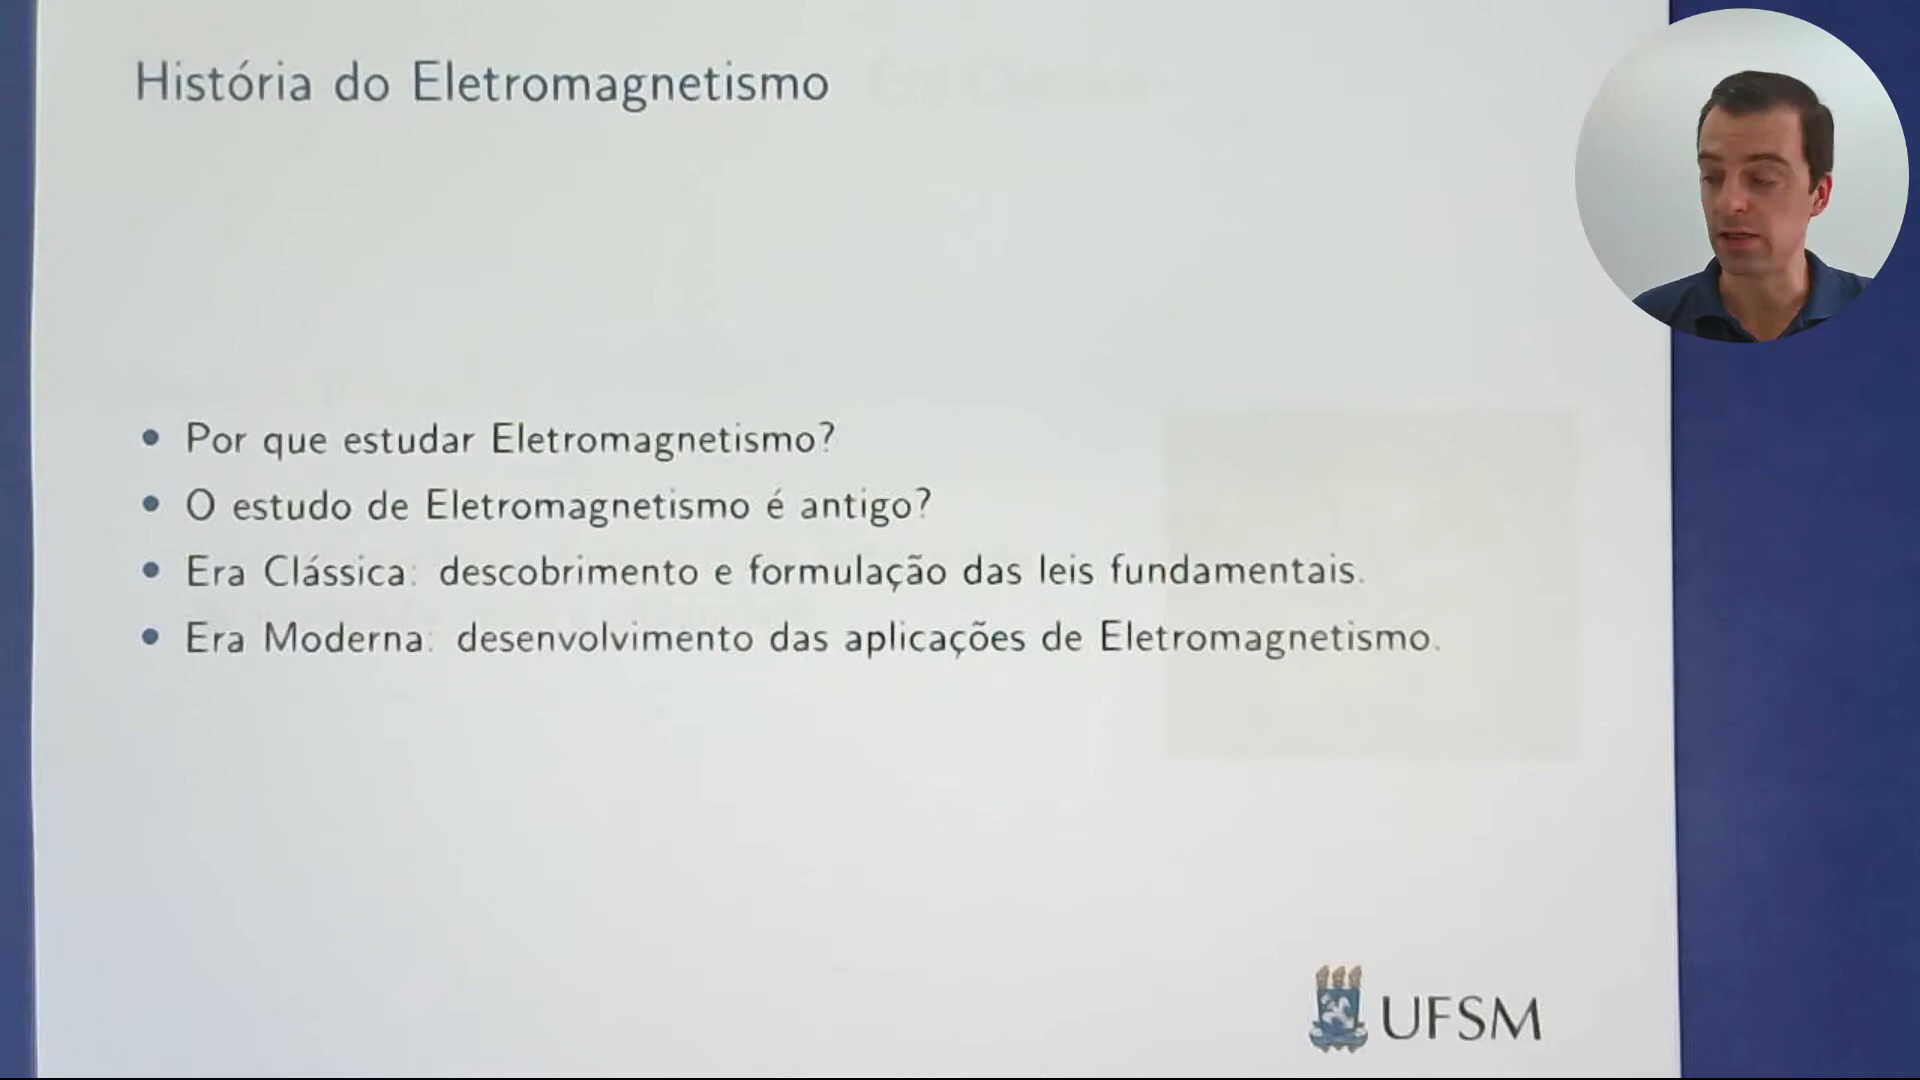 História do Eletromagnetismo
• Por que estudar Eletromagnetismo?
• O estudo de Eletromagnetismo é antigo?
• Era Clássica: descobrimento e formulação das leis fundamentais.
• Era Moderna: desenvolvimento das aplicações de Eletromagnetismo.
UFSM